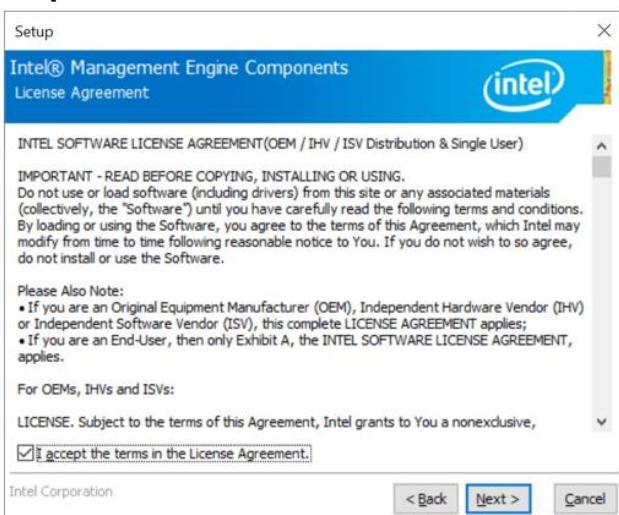 Setup
Intel® Management Engine Components
License Agreement
intel
INTEL SOFTWARE LICENSE AGREEMENT(OEM / IHV / ISV Distribution & Single User)
IMPORTANT - READ BEFORE COPYING, INSTALLING OR USING.
Do not use or load software (including drivers) from this site or any associated materials
(collectively, the "Software") until you have carefully read the following terms and conditions.
By loading or using the Software, you agree to the terms of this Agreement, which Intel may
modify from time to time following reasonable notice to You. If you do not wish to so agree,
do not install or use the Software.
Please Also Note:
• If you are an Original Equipment Manufacturer (OEM), Independent Hardware Vendor (IHV)
or Independent Software Vendor (ISV), this complete LICENSE AGREEMENT applies;
• If you are an End-User, then only Exhibit A, the INTEL SOFTWARE LICENSE AGREEMENT,
applies.
For OEMs, IHVs and ISVs:
LICENSE. Subject to the terms of this Agreement, Intel grants to You a nonexclusive,
I accept the terms in the License Agreement.
Intel Corporation
< Back Next > Cancel